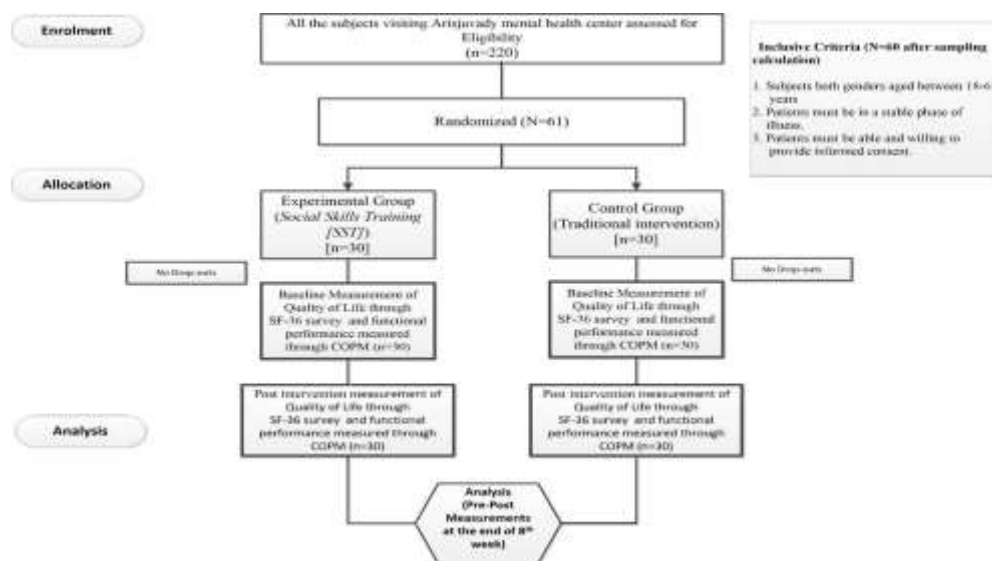 Enrolment
All the subjects visiting mental health center assessed for
Eligibility
(n=220)
Inclusive Criteria (N=60 after sampling
calculation)
1. Subjects both genders aged between
years
2. Patients must be in a stable phase of
illness.
3. Patients must be able and willing to
provide informed consent.
Randomized (N=61)
Allocation
Experimental Group
(Social Skills Training
[SST])
[n=30]
Control Group
(Traditional intervention)
[n=30]
No Drop-outs
No Drop-outs
Baseline Measurement of
Quality of Life through
SF-36 survey and functional
performance measured
through COPM (n=30)
Baseline Measurement of
Quality of Life through
SF-36 survey and functional
performance measured
through COPM (n=30)
Analysis
Post Intervention measurement of
Quality of Life through
SF-36 survey and functional
performance measured through
COPM (n=30)
Post Intervention measurement of
Quality of Life through
SF-36 survey and functional
performance measured through
COPM (n=30)
Analysis
(Pre-Post
Measurements
at the end of 8th
week)